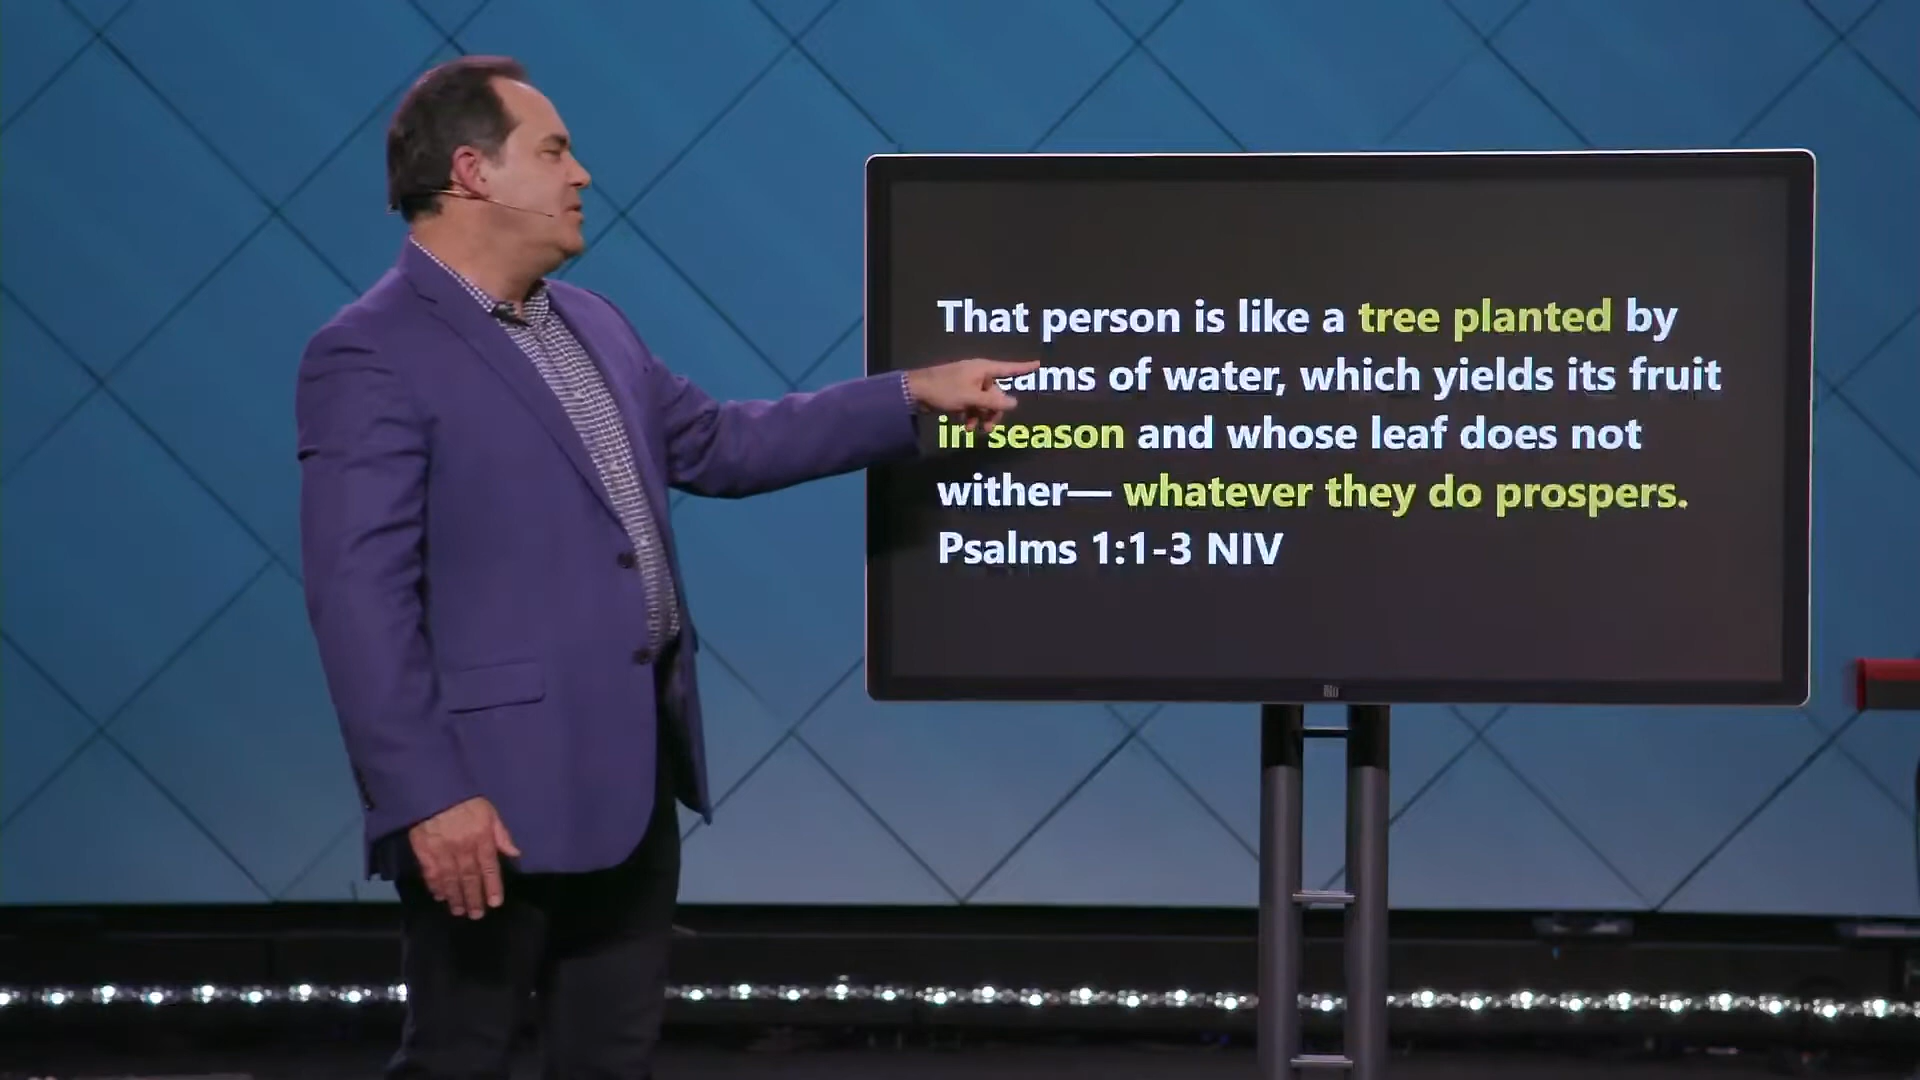 That person is like a tree planted by
of water, which yields its fruit
in season and whose leaf does not
wither— whatever they do prospers.
Psalms 1:1-3 NIV